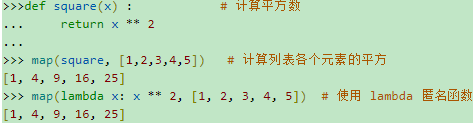 >>>def square(x) :            # 计算平方数
...     return x ** 2
...
>>> map(square, [1,2,3,4,5])   # 计算列表各个元素的平方
[1, 4, 9, 16, 25]
>>> map(lambda x: x ** 2, [1, 2, 3, 4, 5])  # 使用 lambda 匿名函数
[1, 4, 9, 16, 25]